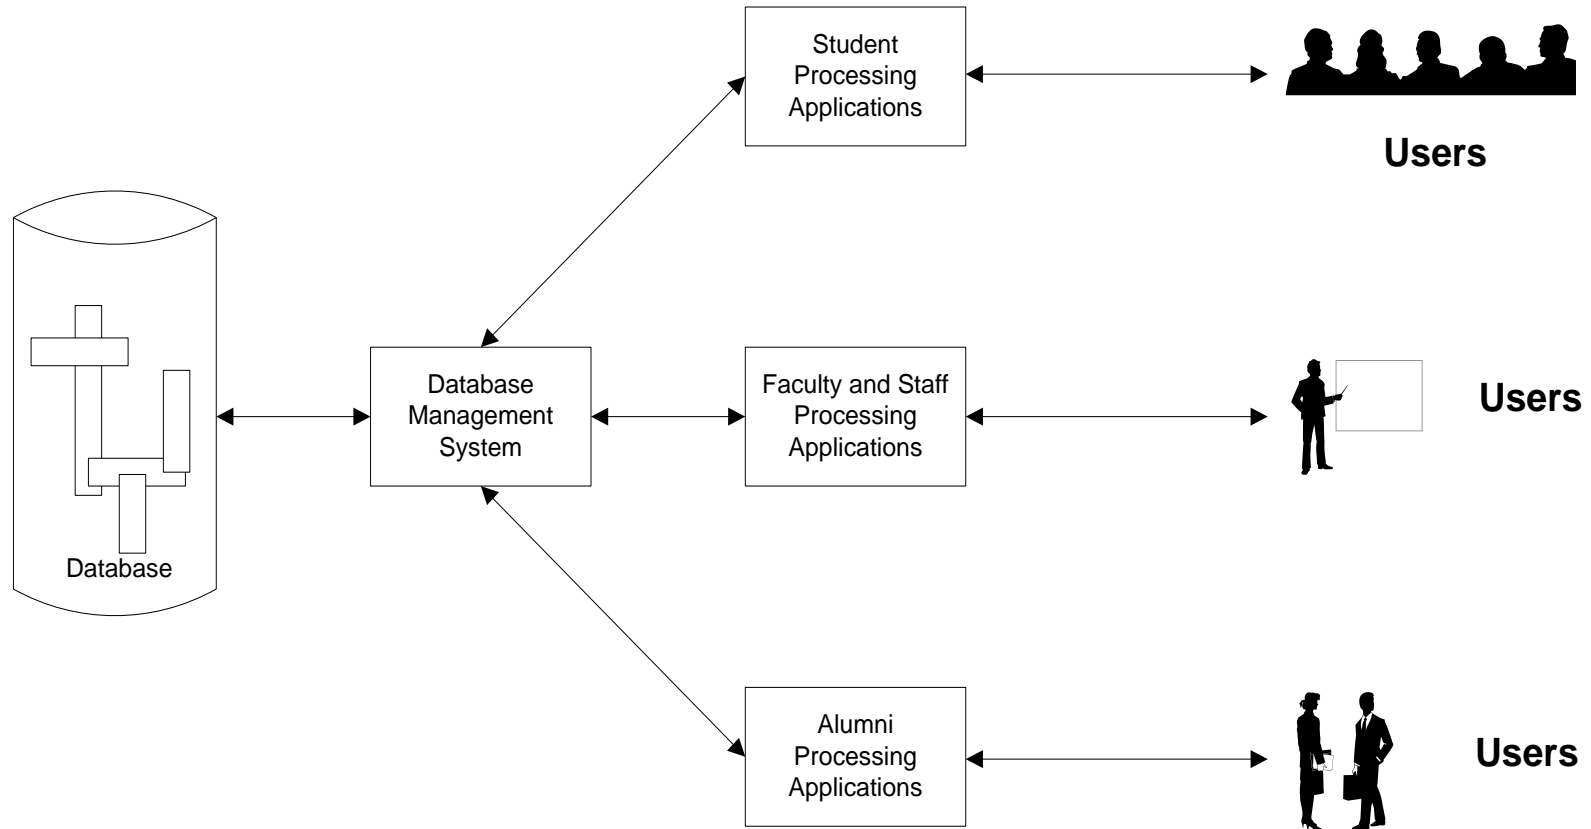 Student
Processing
Applications
Users
Database
Management
System
Faculty and Staff
Processing
Applications
Users
Database
Alumni
Processing
Applications
Users